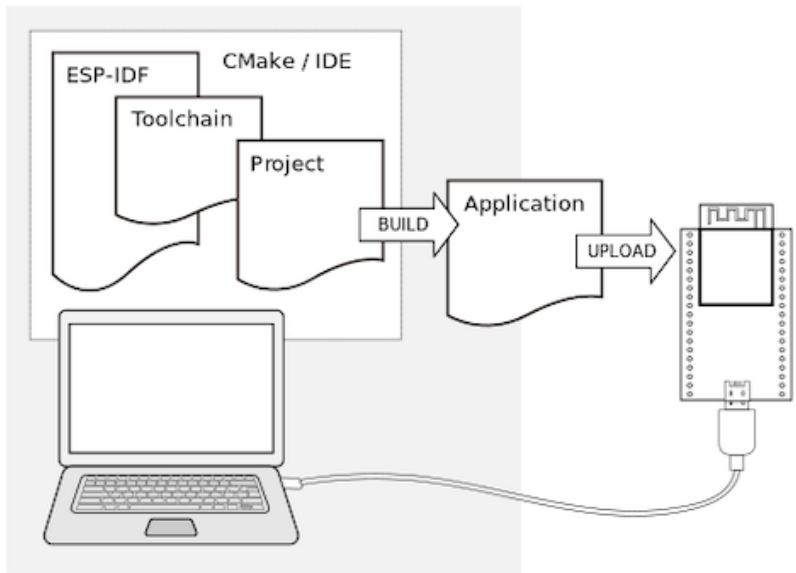 CMake / IDE
ESP-IDF
Toolchain
Project
BUILD
Application
UPLOAD